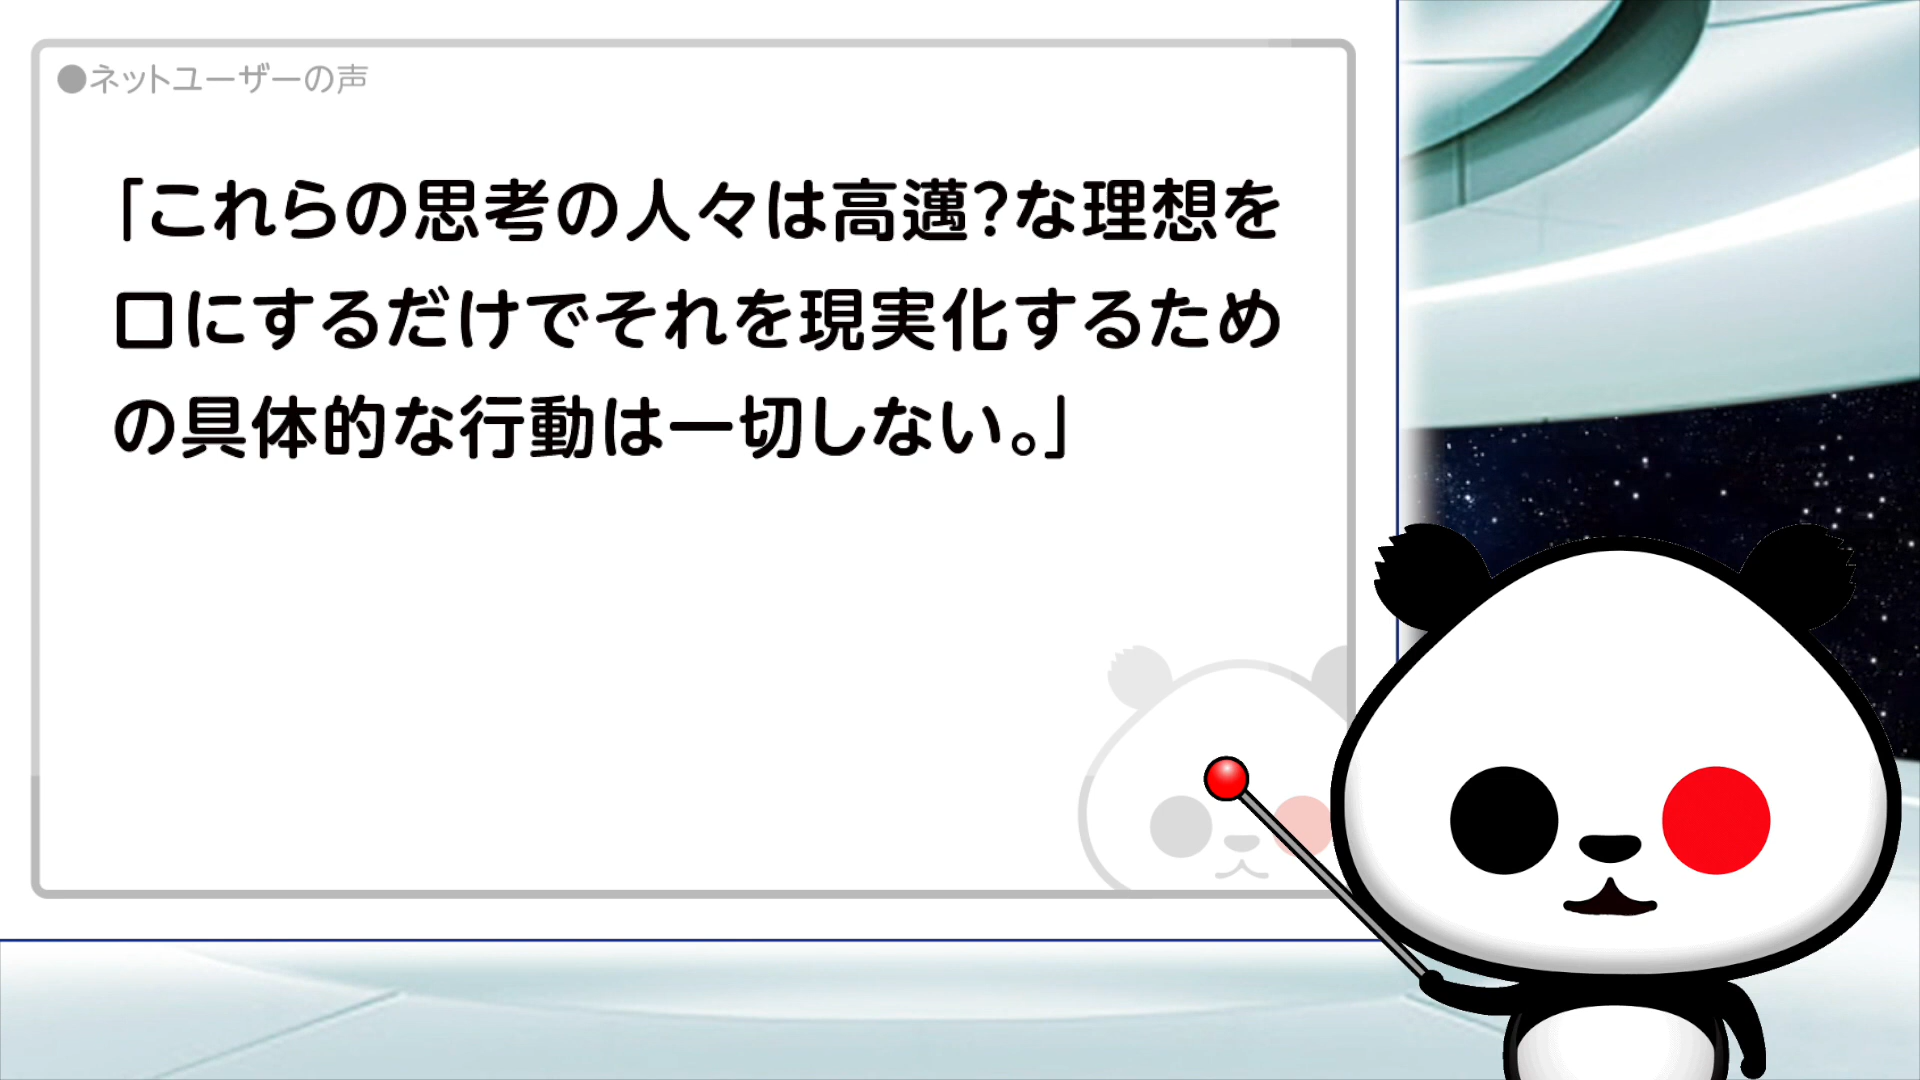 ●ネットユーザーの声
「これらの思考の人々は高邁?な理想を
口にするだけでそれを現実化するため
の具体的な行動は一切しない。」